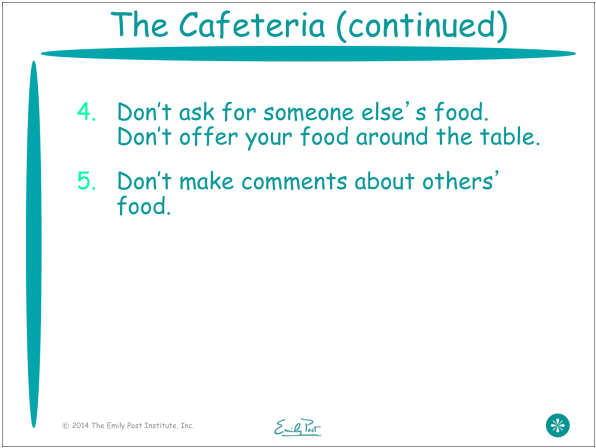 The Cafeteria (continued)
4. Don't ask for someone else’s food.
Don't offer your food around the table.
5. Don't make comments about others’
food.
© 2014 The Emily Post Institute, Inc.
Emily Post